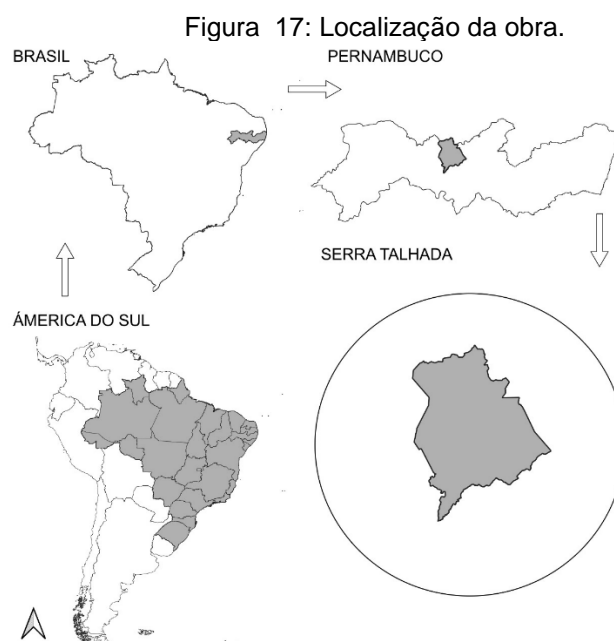 Figura 17: Localização da obra.
BRASIL
PERNAMBUCO
SERRA TALHADA
ÁMERICA DO SUL